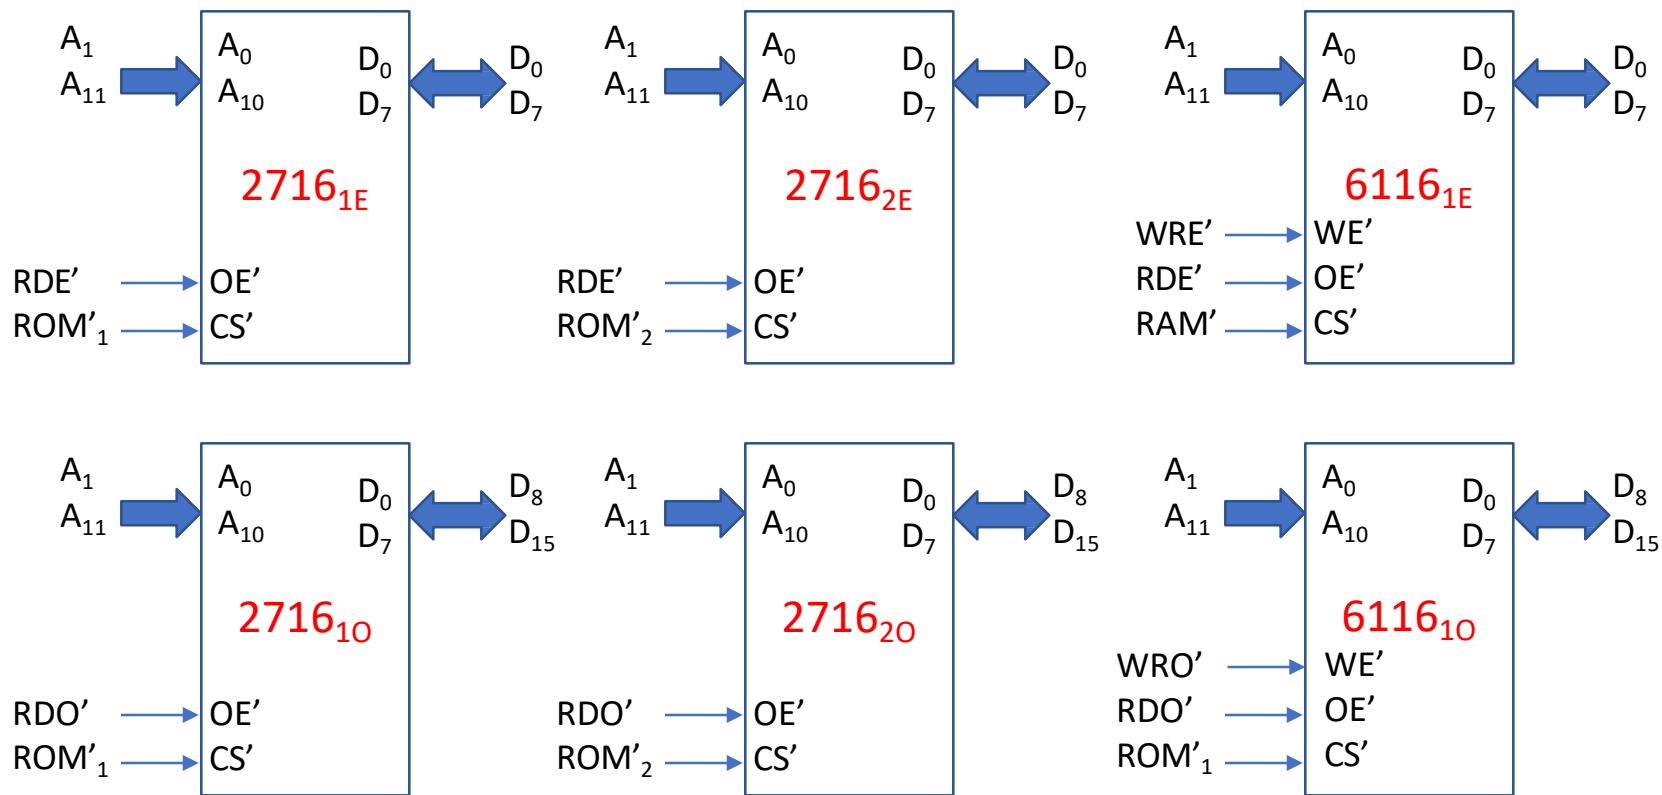 A1 A0 D0 D0
A11 A10 D7 D7
2716 1E
RDE’ OE’
ROM’1 CS’
A1 A0 D0 D0
A11 A10 D7 D7
2716 2E
RDE’ OE’
ROM’2 CS’
A1 A0 D0 D0
A11 A10 D7 D7
6116 1E
WRE’ WE’
RDE’ OE’
RAM’ CS’
A1 A0 D0 D8
A11 A10 D7 D15
2716 1O
RDO’ OE’
ROM’1 CS’
A1 A0 D0 D8
A11 A10 D7 D15
2716 2O
RDO’ OE’
ROM’2 CS’
A1 A0 D0 D8
A11 A10 D7 D15
6116 1O
WRO’ WE’
RDO’ OE’
ROM’1 CS’